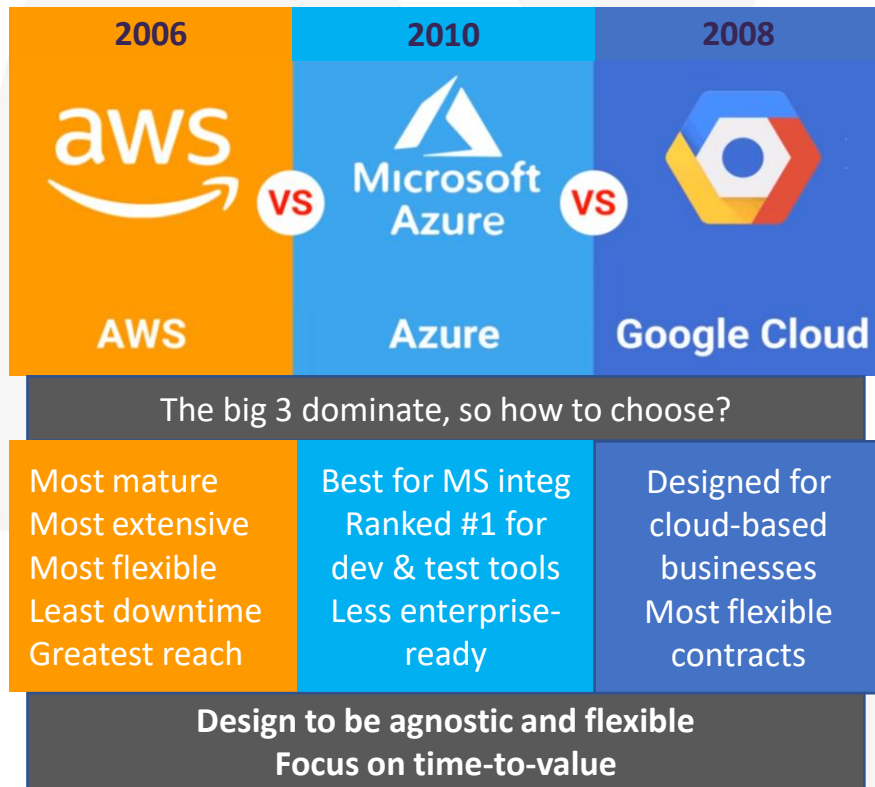 2006
2010
2008
aws
VS
Microsoft
Azure
VS
AWS
Azure
Google Cloud
The big 3 dominate, so how to choose?
Most mature
Most extensive
Most flexible
Least downtime
Greatest reach
Best for MS integ
Ranked #1 for
dev & test tools
Less enterprise-
ready
Designed for
cloud-based
businesses
Most flexible
contracts
Design to be agnostic and flexible
Focus on time-to-value